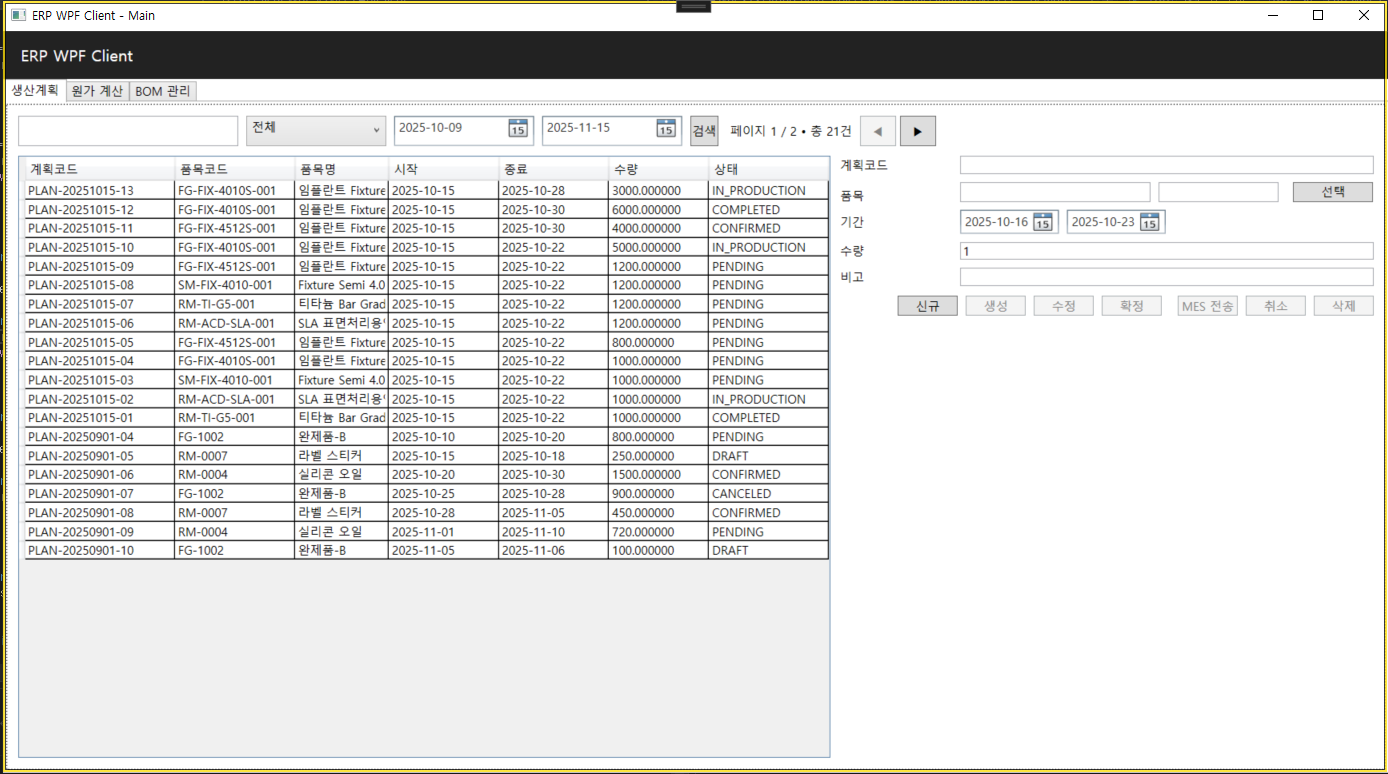 ERP WPF Client - Main
ERP WPF Client
생산계획 원가 계산 BOM 관리
전체 2025-10-09 15 2025-11-15 15 검색 페이지 1 / 2 • 총 21건 ◀ ▶
계획코드 품목코드 품목명 시작 종료 수량 상태
PLAN-20251015-13 FG-FIX-4010S-001 임플란트 Fixture 2025-10-15 2025-10-28 3000.000000 IN_PRODUCTION
PLAN-20251015-12 FG-FIX-4010S-001 임플란트 Fixture 2025-10-15 2025-10-30 6000.000000 COMPLETED
PLAN-20251015-11 FG-FIX-4512S-001 임플란트 Fixture 2025-10-15 2025-10-30 4000.000000 CONFIRMED
PLAN-20251015-10 FG-FIX-4010S-001 임플란트 Fixture 2025-10-15 2025-10-22 5000.000000 IN_PRODUCTION
PLAN-20251015-09 FG-FIX-4512S-001 임플란트 Fixture 2025-10-15 2025-10-22 1200.000000 PENDING
PLAN-20251015-08 SM-FIX-4010-001 Fixture Semi 4.0 2025-10-15 2025-10-22 1200.000000 PENDING
PLAN-20251015-07 RM-TI-G5-001 티타늄 Bar Grad 2025-10-15 2025-10-22 1200.000000 PENDING
PLAN-20251015-06 RM-ACD-SLA-001 SLA 표면처리용 2025-10-15 2025-10-22 1200.000000 PENDING
PLAN-20251015-05 FG-FIX-4512S-001 임플란트 Fixture 2025-10-15 2025-10-22 800.000000 PENDING
PLAN-20251015-04 FG-FIX-4010S-001 임플란트 Fixture 2025-10-15 2025-10-22 1000.000000 PENDING
PLAN-20251015-03 SM-FIX-4010-001 Fixture Semi 4.0 2025-10-15 2025-10-22 1000.000000 PENDING
PLAN-20251015-02 RM-ACD-SLA-001 SLA 표면처리용 2025-10-15 2025-10-22 1000.000000 IN_PRODUCTION
PLAN-20251015-01 RM-TI-G5-001 티타늄 Bar Grad 2025-10-15 2025-10-22 1000.000000 COMPLETED
PLAN-20250901-04 FG-1002 완제품-B 2025-10-10 2025-10-20 800.000000 PENDING
PLAN-20250901-05 RM-0007 라벨 스티커 2025-10-15 2025-10-18 250.000000 DRAFT
PLAN-20250901-06 RM-0004 실리콘 오일 2025-10-20 2025-10-30 1500.000000 CONFIRMED
PLAN-20250901-07 FG-1002 완제품-B 2025-10-25 2025-10-28 900.000000 CANCELED
PLAN-20250901-08 RM-0007 라벨 스티커 2025-10-28 2025-11-05 450.000000 CONFIRMED
PLAN-20250901-09 RM-0004 실리콘 오일 2025-11-01 2025-11-10 720.000000 PENDING
PLAN-20250901-10 FG-1002 완제품-B 2025-11-05 2025-11-06 100.000000 DRAFT
계획코드
품목 선택
기간 2025-10-16 15 2025-10-23 15
수량 1
비고
신규 생성 수정 확정 MES 전송 취소 삭제